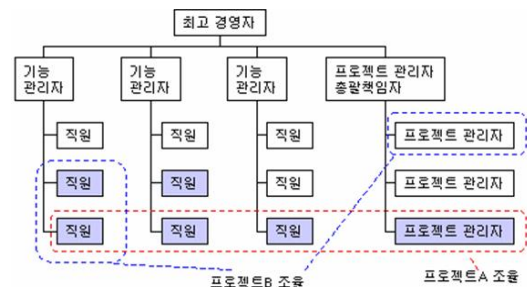 최고 경영자
기능
관리자
기능
관리자
기능
관리자
프로젝트 관리자
총괄책임자
직원
직원
직원
프로젝트 관리자
직원
직원
직원
프로젝트 관리자
직원
직원
직원
프로젝트 관리자
프로젝트B 조율
프로젝트A 조율